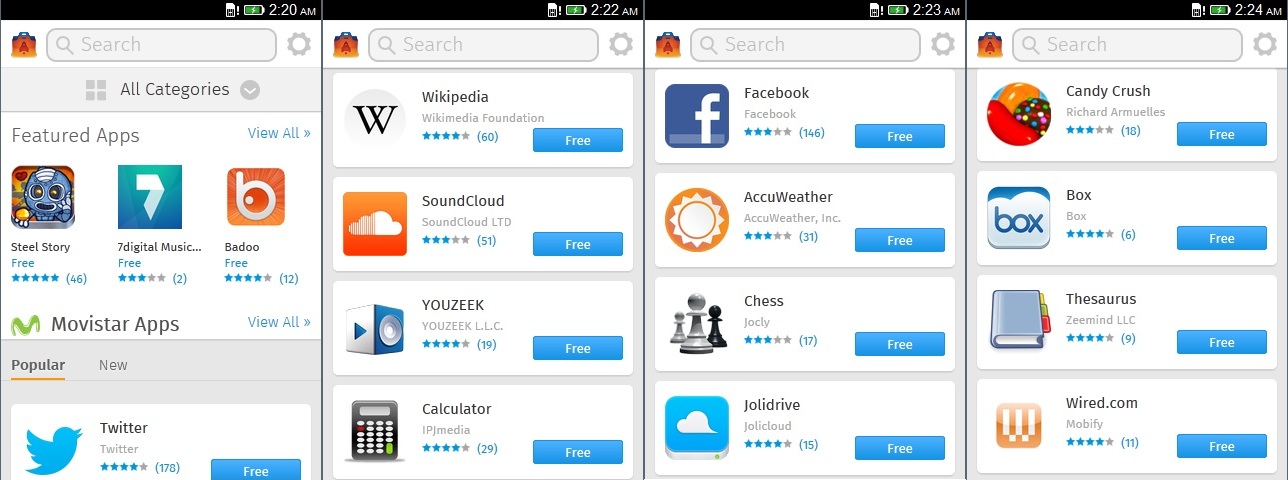 2:20 AM
Search
All Categories
Featured Apps
View All »
Steel Story
Free
(46)
7digital Music...
Free
(2)
Badoo
Free
(12)
Movistar Apps
View All »
Popular
New
Twitter
Twitter
(178)
Free
2:22 AM
Search
W
Wikipedia
Wikimedia Foundation
(60)
Free
SoundCloud
SoundCloud LTD
(51)
Free
YOUZEEK
YOUZEEK L.L.C.
(19)
Free
Calculator
IPJmedia
(29)
Free
2:23 AM
Search
f
Facebook
Facebook
(146)
Free
AccuWeather
AccuWeather, Inc.
(31)
Free
Chess
Jocly
(17)
Free
Jolidrive
Jolicloud
(15)
Free
2:24 AM
Search
Candy Crush
Richard Armuelles
(18)
Free
box
Box
Box
(6)
Free
Thesaurus
Zeemind LLC
(9)
Free
Wired.com
Mobify
(11)
Free